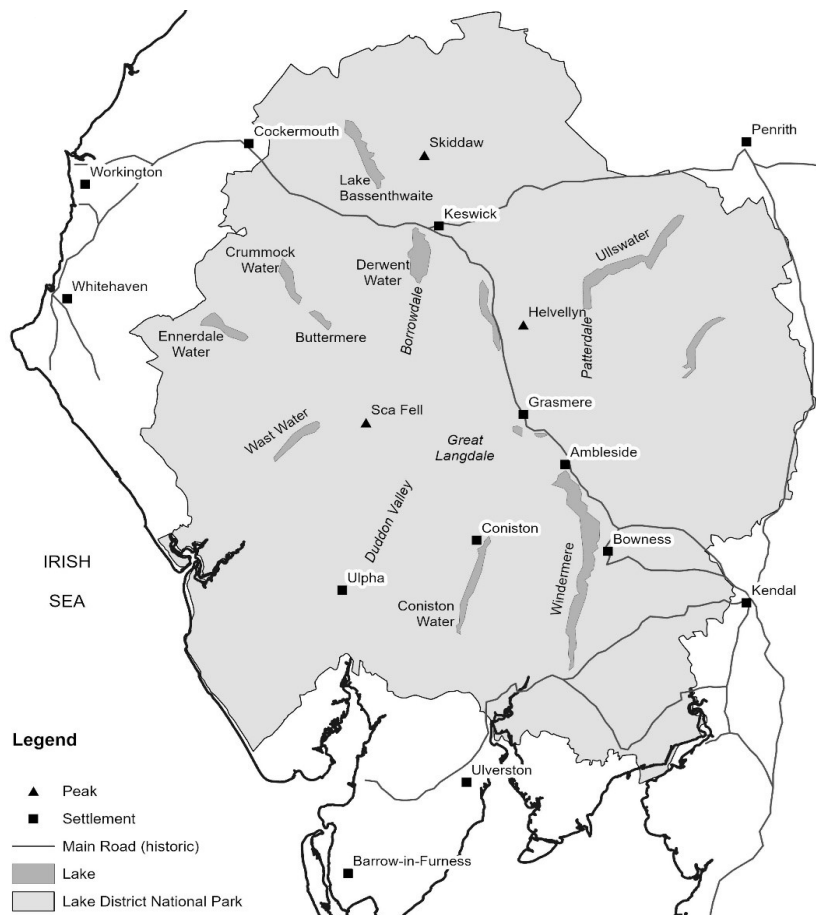 Cockermouth
Penrith
Skiddaw
Workington
Lake
Bassenthwaite
Keswick
Ullswater
Crummock
Water
Derwent
Water
Whitehaven
Borrowdale
Helvellyn
Patterdale
Ennerdale
Water
Buttermere
Grasmere
Sca Fell
Wast Water
Great
Langdale
Ambleside
Duddon Valley
Coniston
Bowness
IRISH
SEA
Ulpha
Windermere
Kendal
Coniston
Water
Legend
Peak
Settlement
Main Road (historic)
Lake
Lake District National Park
Ulverston
Barrow-in-Furness